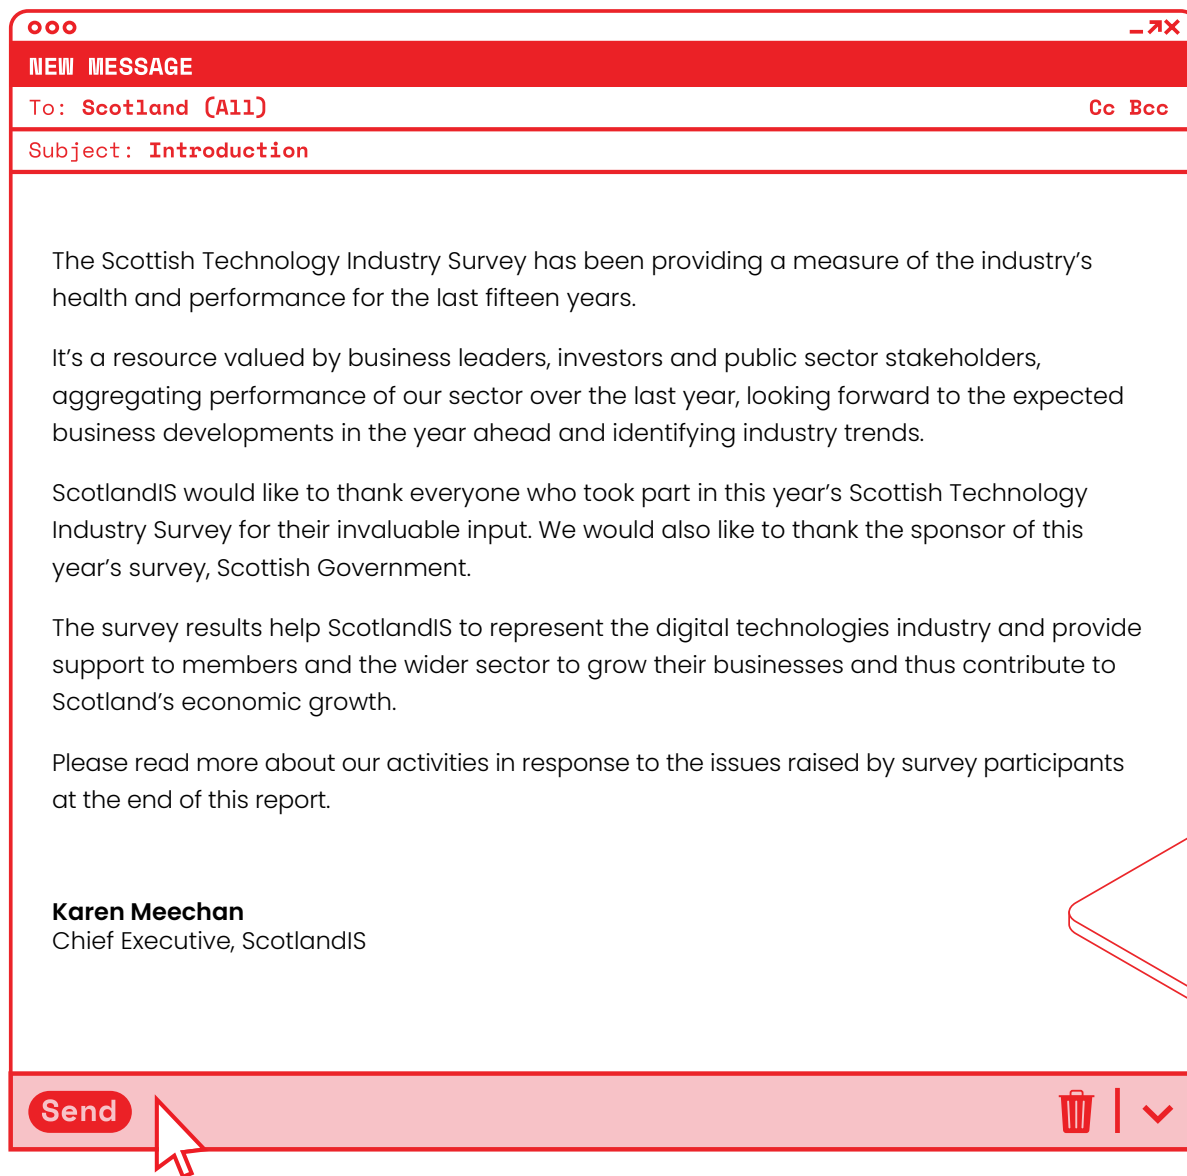 NEW MESSAGE
To: Scotland (All) Cc Bcc
Subject: Introduction
The Scottish Technology Industry Survey has been providing a measure of the industry’s
health and performance for the last fifteen years.
It’s a resource valued by business leaders, investors and public sector stakeholders,
aggregating performance of our sector over the last year, looking forward to the expected
business developments in the year ahead and identifying industry trends.
ScotlandIS would like to thank everyone who took part in this year’s Scottish Technology
Industry Survey for their invaluable input. We would also like to thank the sponsor of this
year’s survey, Scottish Government.
The survey results help ScotlandIS to represent the digital technologies industry and provide
support to members and the wider sector to grow their businesses and thus contribute to
Scotland’s economic growth.
Please read more about our activities in response to the issues raised by survey participants
at the end of this report.
Karen Meechan
Chief Executive, ScotlandIS
Send